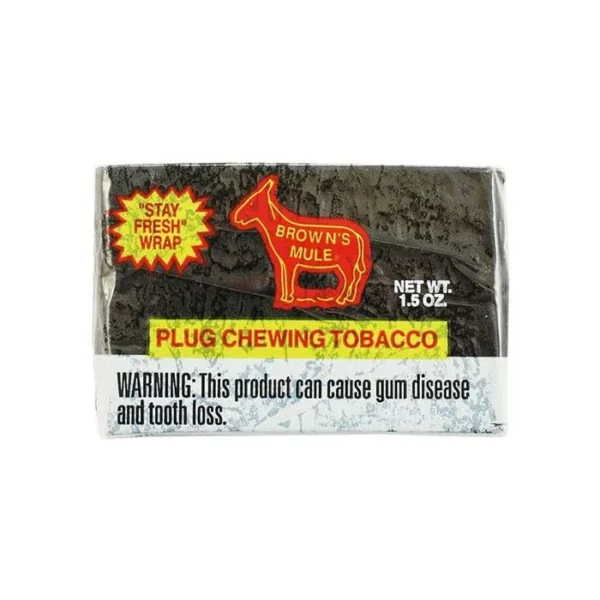 "STAY
FRESH"
WRAP
BROWN'S
MULE
NET WT.
1.5 OZ.
PLUG CHEWING TOBACCO
WARNING: This product can cause gum disease
and tooth loss.